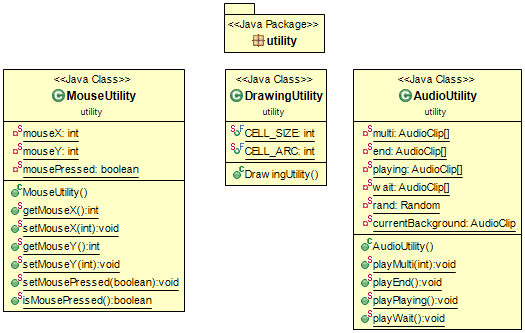 <<Java Package>>
utility
<<Java Class>>
MouseUtility
utility
mouseX: int
mouseY: int
mousePressed: boolean
MouseUtility()
getMouseX():int
setMouseX(int):void
getMouseY():int
setMouseY(int):void
setMousePressed(boolean):void
isMousePressed():boolean
<<Java Class>>
DrawingUtility
utility
CELL_SIZE: int
CELL_ARC: int
DrawingUtility()
<<Java Class>>
AudioUtility
utility
multi: AudioClip[]
end: AudioClip[]
playing: AudioClip[]
wait: AudioClip[]
rand: Random
currentBackground: AudioClip
AudioUtility()
playMulti(int):void
playEnd():void
playPlaying():void
playWait():void